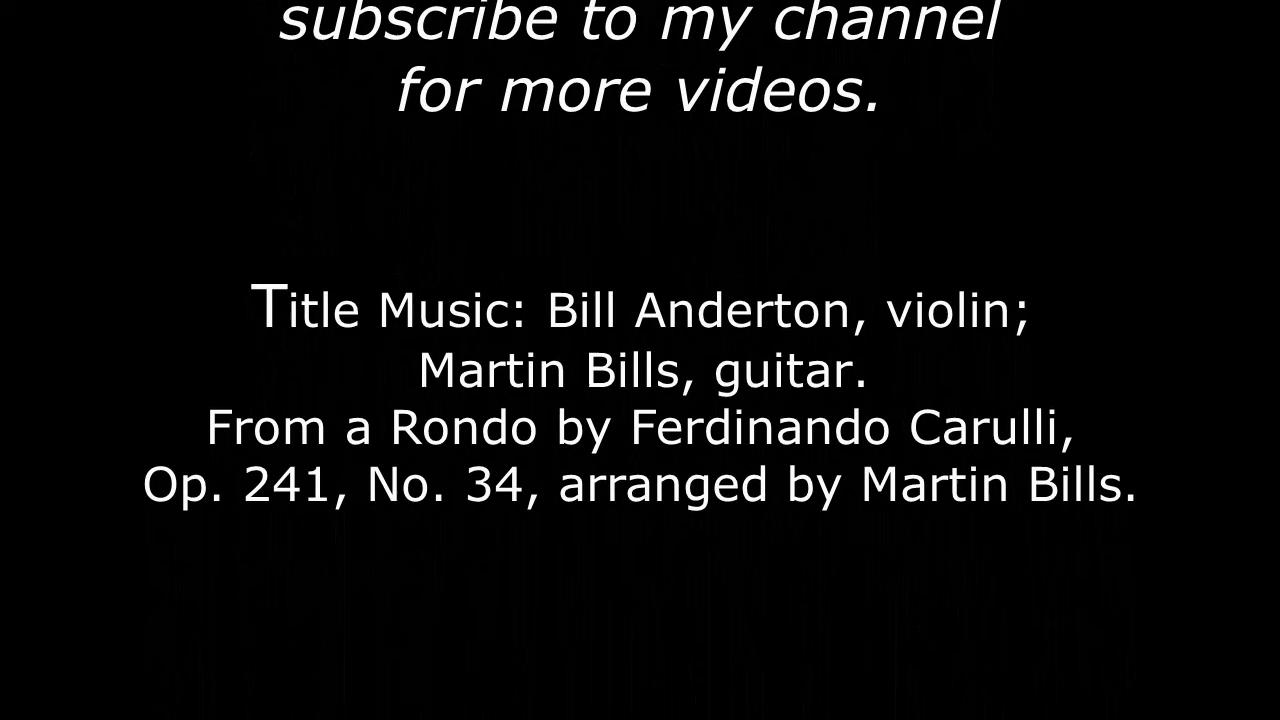 subscribe to my channel
for more videos.
Title Music: Bill Anderton, violin;
Martin Bills, guitar.
From a Rondo by Ferdinando Carulli,
Op. 241, No. 34, arranged by Martin Bills.